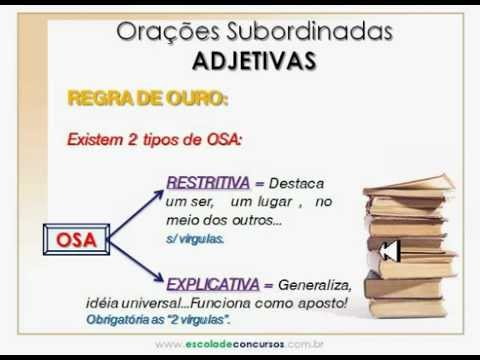 Orações Subordinadas
ADJETIVAS
REGRA DE OURO:
Existem 2 tipos de OSA:
RESTRITIVA = Destaca
um ser, um lugar , no
meio dos outros...
s/ vírgulas.
OSA
EXPLICATIVA = Generaliza,
idéia universal...Funciona como aposto!
Obrigatória as “2 vírgulas”.
www.escoladeconcursos.com.br